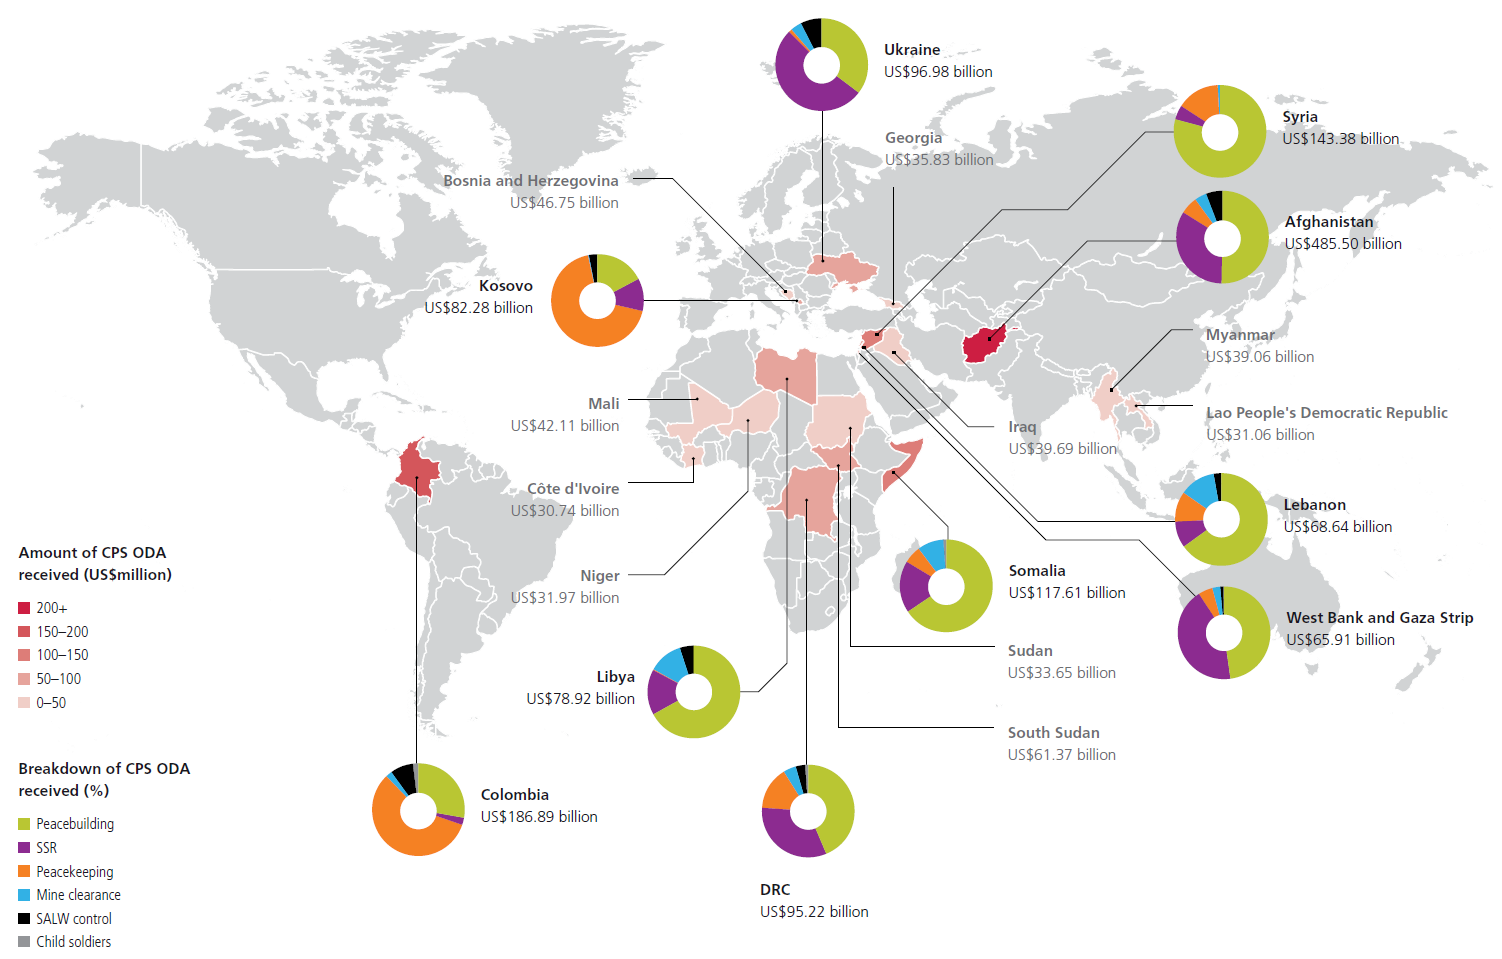 Ukraine
US$96.98 billion
Syria
US$143.38 billion
Georgia
US$35.83 billion
Bosnia and Herzegovina
US$46.75 billion
Afghanistan
US$485.50 billion
Kosovo
US$82.28 billion
Myanmar
US$39.06 billion
Mali
US$42.11 billion
Lao People's Democratic Republic
US$31.06 billion
Iraq
US$39.69 billion
Côte d'Ivoire
US$30.74 billion
Lebanon
US$68.64 billion
Amount of CPS ODA
received (US$million)
200+
150–200
100–150
50–100
0–50
Niger
US$31.97 billion
Somalia
US$117.61 billion
West Bank and Gaza Strip
US$65.91 billion
Sudan
US$33.65 billion
Libya
US$78.92 billion
South Sudan
US$61.37 billion
Breakdown of CPS ODA
received (%)
Peacebuilding
SSR
Peacekeeping
Mine clearance
SALW control
Child soldiers
Colombia
US$186.89 billion
DRC
US$95.22 billion